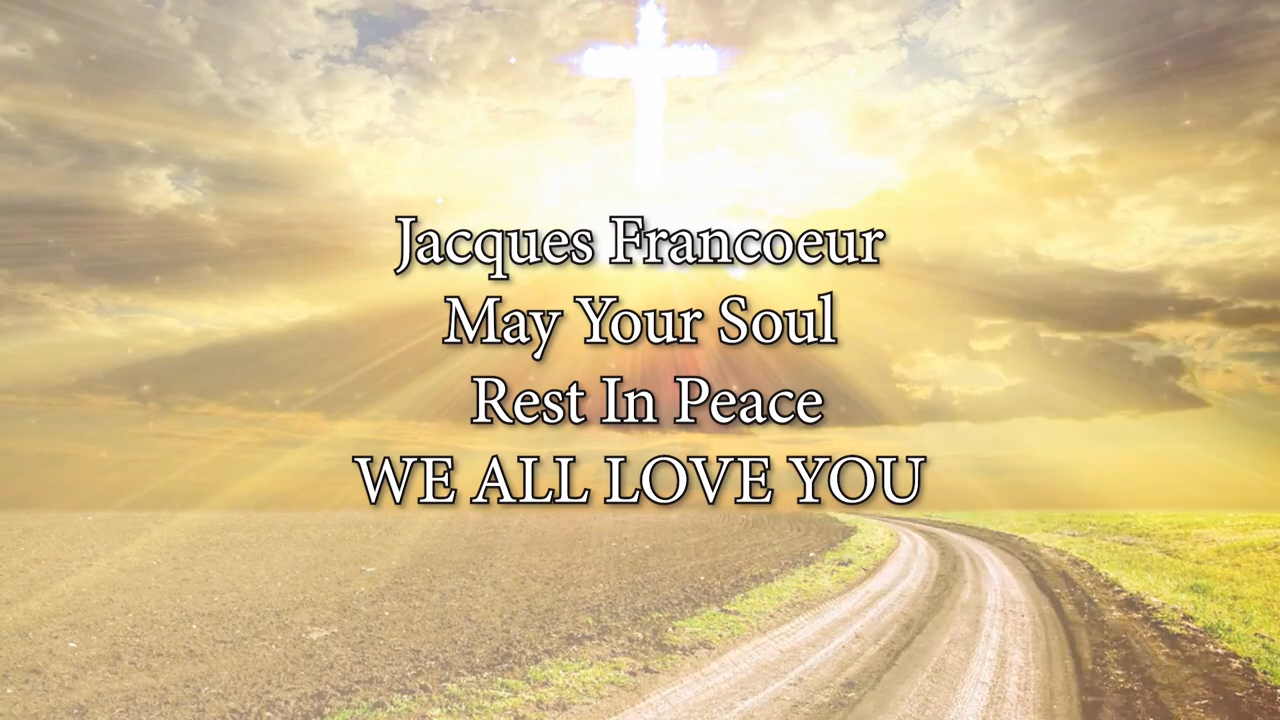 Jacques Francoeur
May Your Soul
Rest In Peace
WE ALL LOVE YOU